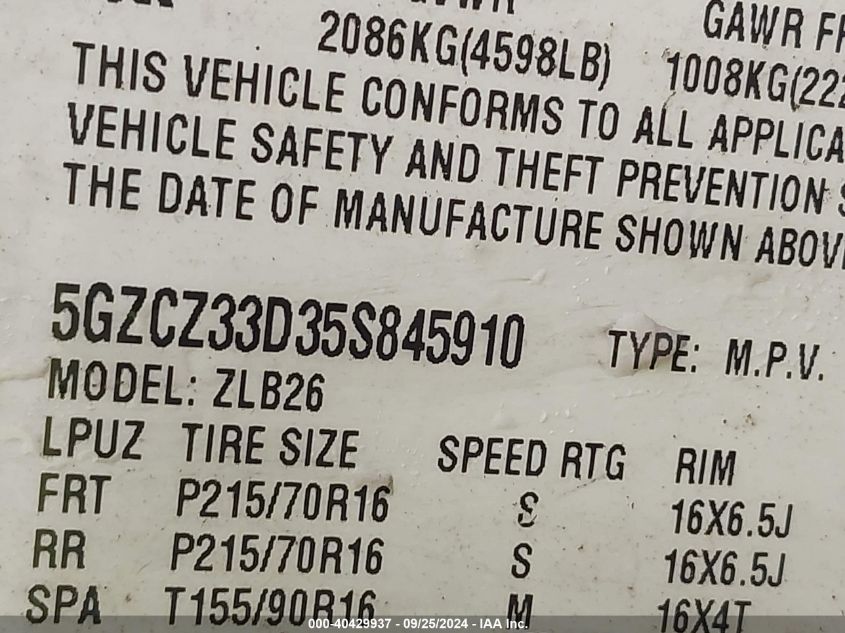 GVWR
2086KG(4598LB)
GAWR
1008KG(222
THIS VEHICLE CONFORMS TO ALL APPLICA
VEHICLE SAFETY AND THEFT PREVENTION S
THE DATE OF MANUFACTURE SHOWN ABOV
5GZCZ33D35S845910
TYPE: M.P.V.
MODEL: ZLB26
LPUZ TIRE SIZE SPEED RTG RIM
FRT P215/70R16 S 16X6.5J
RR P215/70R16 S 16X6.5J
SPA T155/90R16 M 16X4T
000-40429937 - 09/25/2024 - IAA Inc.